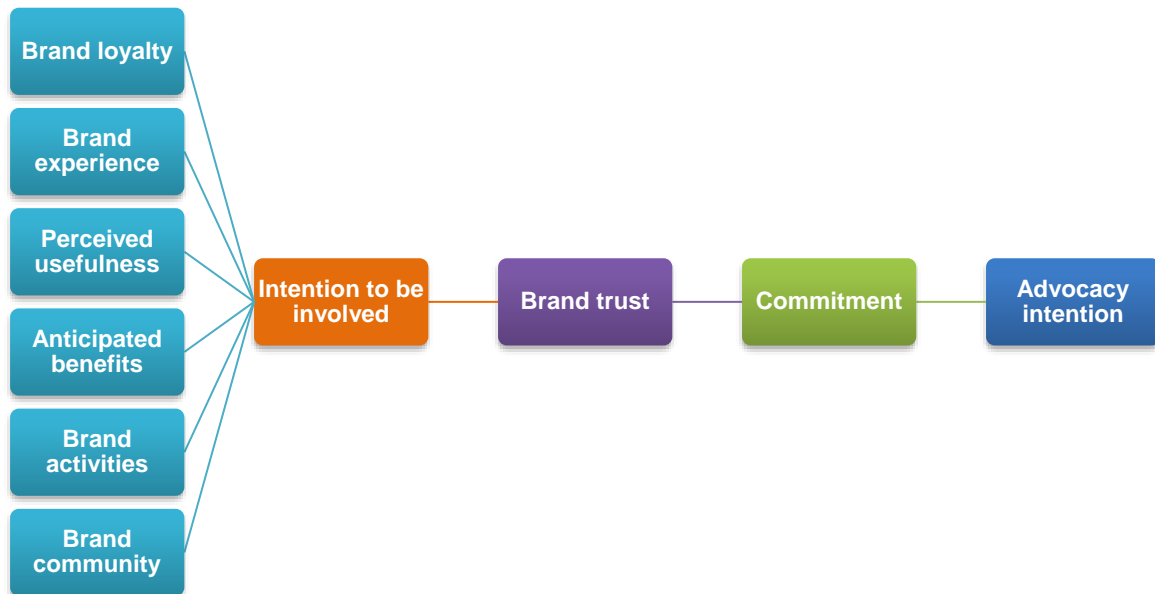 Brand loyalty
Brand
experience
Perceived
usefulness
Anticipated
benefits
Brand
activities
Brand
community
Intention to be
involved
Brand trust
Commitment
Advocacy
intention